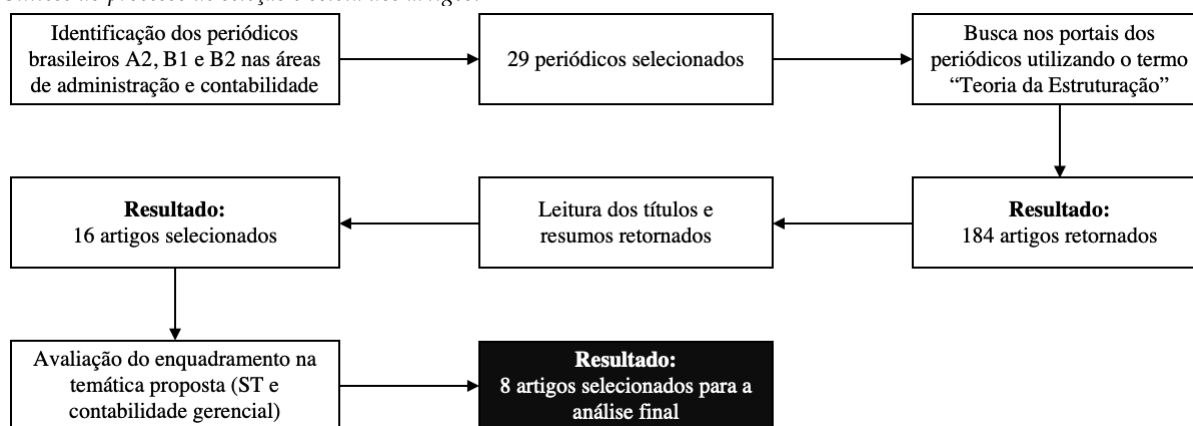 Identificação dos periódicos
brasileiros A2, B1 e B2 nas áreas
de administração e contabilidade
29 periódicos selecionados
Busca nos portais dos
periódicos utilizando o termo
“Teoria da Estruturação”
Resultado:
184 artigos retornados
Leitura dos títulos e
resumos retornados
Resultado:
16 artigos selecionados
Avaliação do enquadramento na
temática proposta (ST e
contabilidade gerencial)
Resultado:
8 artigos selecionados para a
análise final